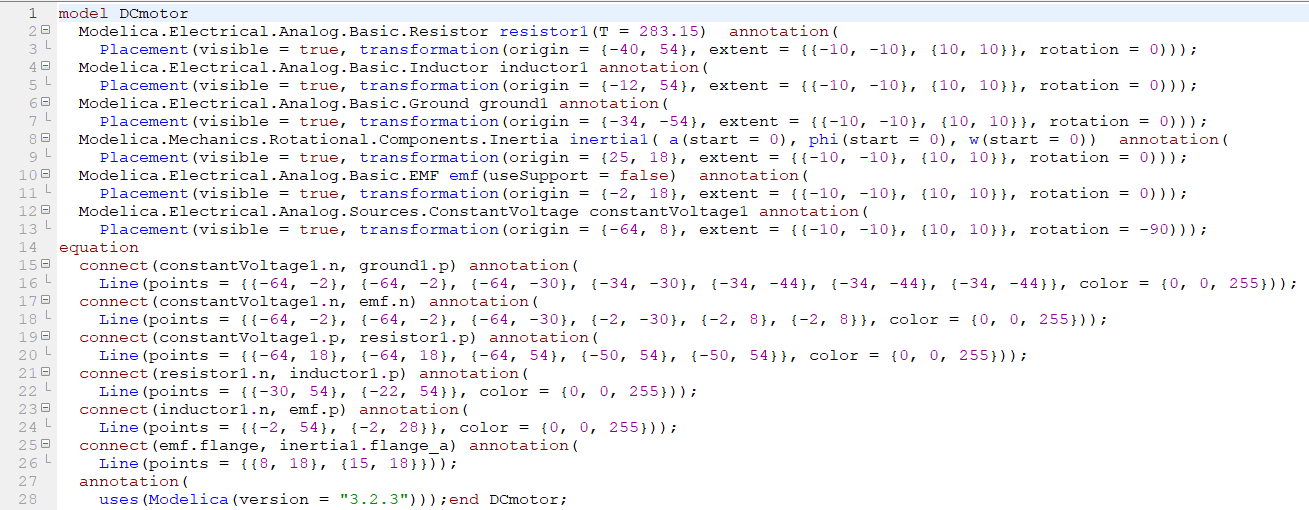 1 model DCmotor
2   Modelica.Electrical.Analog.Basic.Resistor resistor1(T = 283.15)  annotation(
3     Placement(visible = true, transformation(origin = {-40, 54}, extent = {{-10, -10}, {10, 10}}, rotation = 0)));
4   Modelica.Electrical.Analog.Basic.Inductor inductor1 annotation(
5     Placement(visible = true, transformation(origin = {-12, 54}, extent = {{-10, -10}, {10, 10}}, rotation = 0)));
6   Modelica.Electrical.Analog.Basic.Ground ground1 annotation(
7     Placement(visible = true, transformation(origin = {-34, -54}, extent = {{-10, -10}, {10, 10}}, rotation = 0)));
8   Modelica.Mechanics.Rotational.Components.Inertia inertia1( a(start = 0), phi(start = 0), w(start = 0))  annotation(
9     Placement(visible = true, transformation(origin = {25, 18}, extent = {{-10, -10}, {10, 10}}, rotation = 0)));
10   Modelica.Electrical.Analog.Basic.EMF emf(useSupport = false)  annotation(
11     Placement(visible = true, transformation(origin = {-2, 18}, extent = {{-10, -10}, {10, 10}}, rotation = 0)));
12   Modelica.Electrical.Analog.Sources.ConstantVoltage constantVoltage1 annotation(
13     Placement(visible = true, transformation(origin = {-64, 8}, extent = {{-10, -10}, {10, 10}}, rotation = -90)));
14 equation
15   connect(constantVoltage1.n, ground1.p) annotation(
16     Line(points = {{-64, -2}, {-64, -2}, {-64, -30}, {-34, -30}, {-34, -44}, {-34, -44}, {-34, -44}}, color = {0, 0, 255}));
17   connect(constantVoltage1.n, emf.n) annotation(
18     Line(points = {{-64, -2}, {-64, -2}, {-64, -30}, {-2, -30}, {-2, 8}, {-2, 8}}, color = {0, 0, 255}));
19   connect(constantVoltage1.p, resistor1.p) annotation(
20     Line(points = {{-64, 18}, {-64, 18}, {-64, 54}, {-50, 54}, {-50, 54}}, color = {0, 0, 255}));
21   connect(resistor1.n, inductor1.p) annotation(
22     Line(points = {{-30, 54}, {-22, 54}}, color = {0, 0, 255}));
23   connect(inductor1.n, emf.p) annotation(
24     Line(points = {{-2, 54}, {-2, 28}}, color = {0, 0, 255}));
25   connect(emf.flange, inertia1.flange_a) annotation(
26     Line(points = {{8, 18}, {15, 18}}));
27   annotation(
28     uses(Modelica(version = "3.2.3")));end DCmotor;